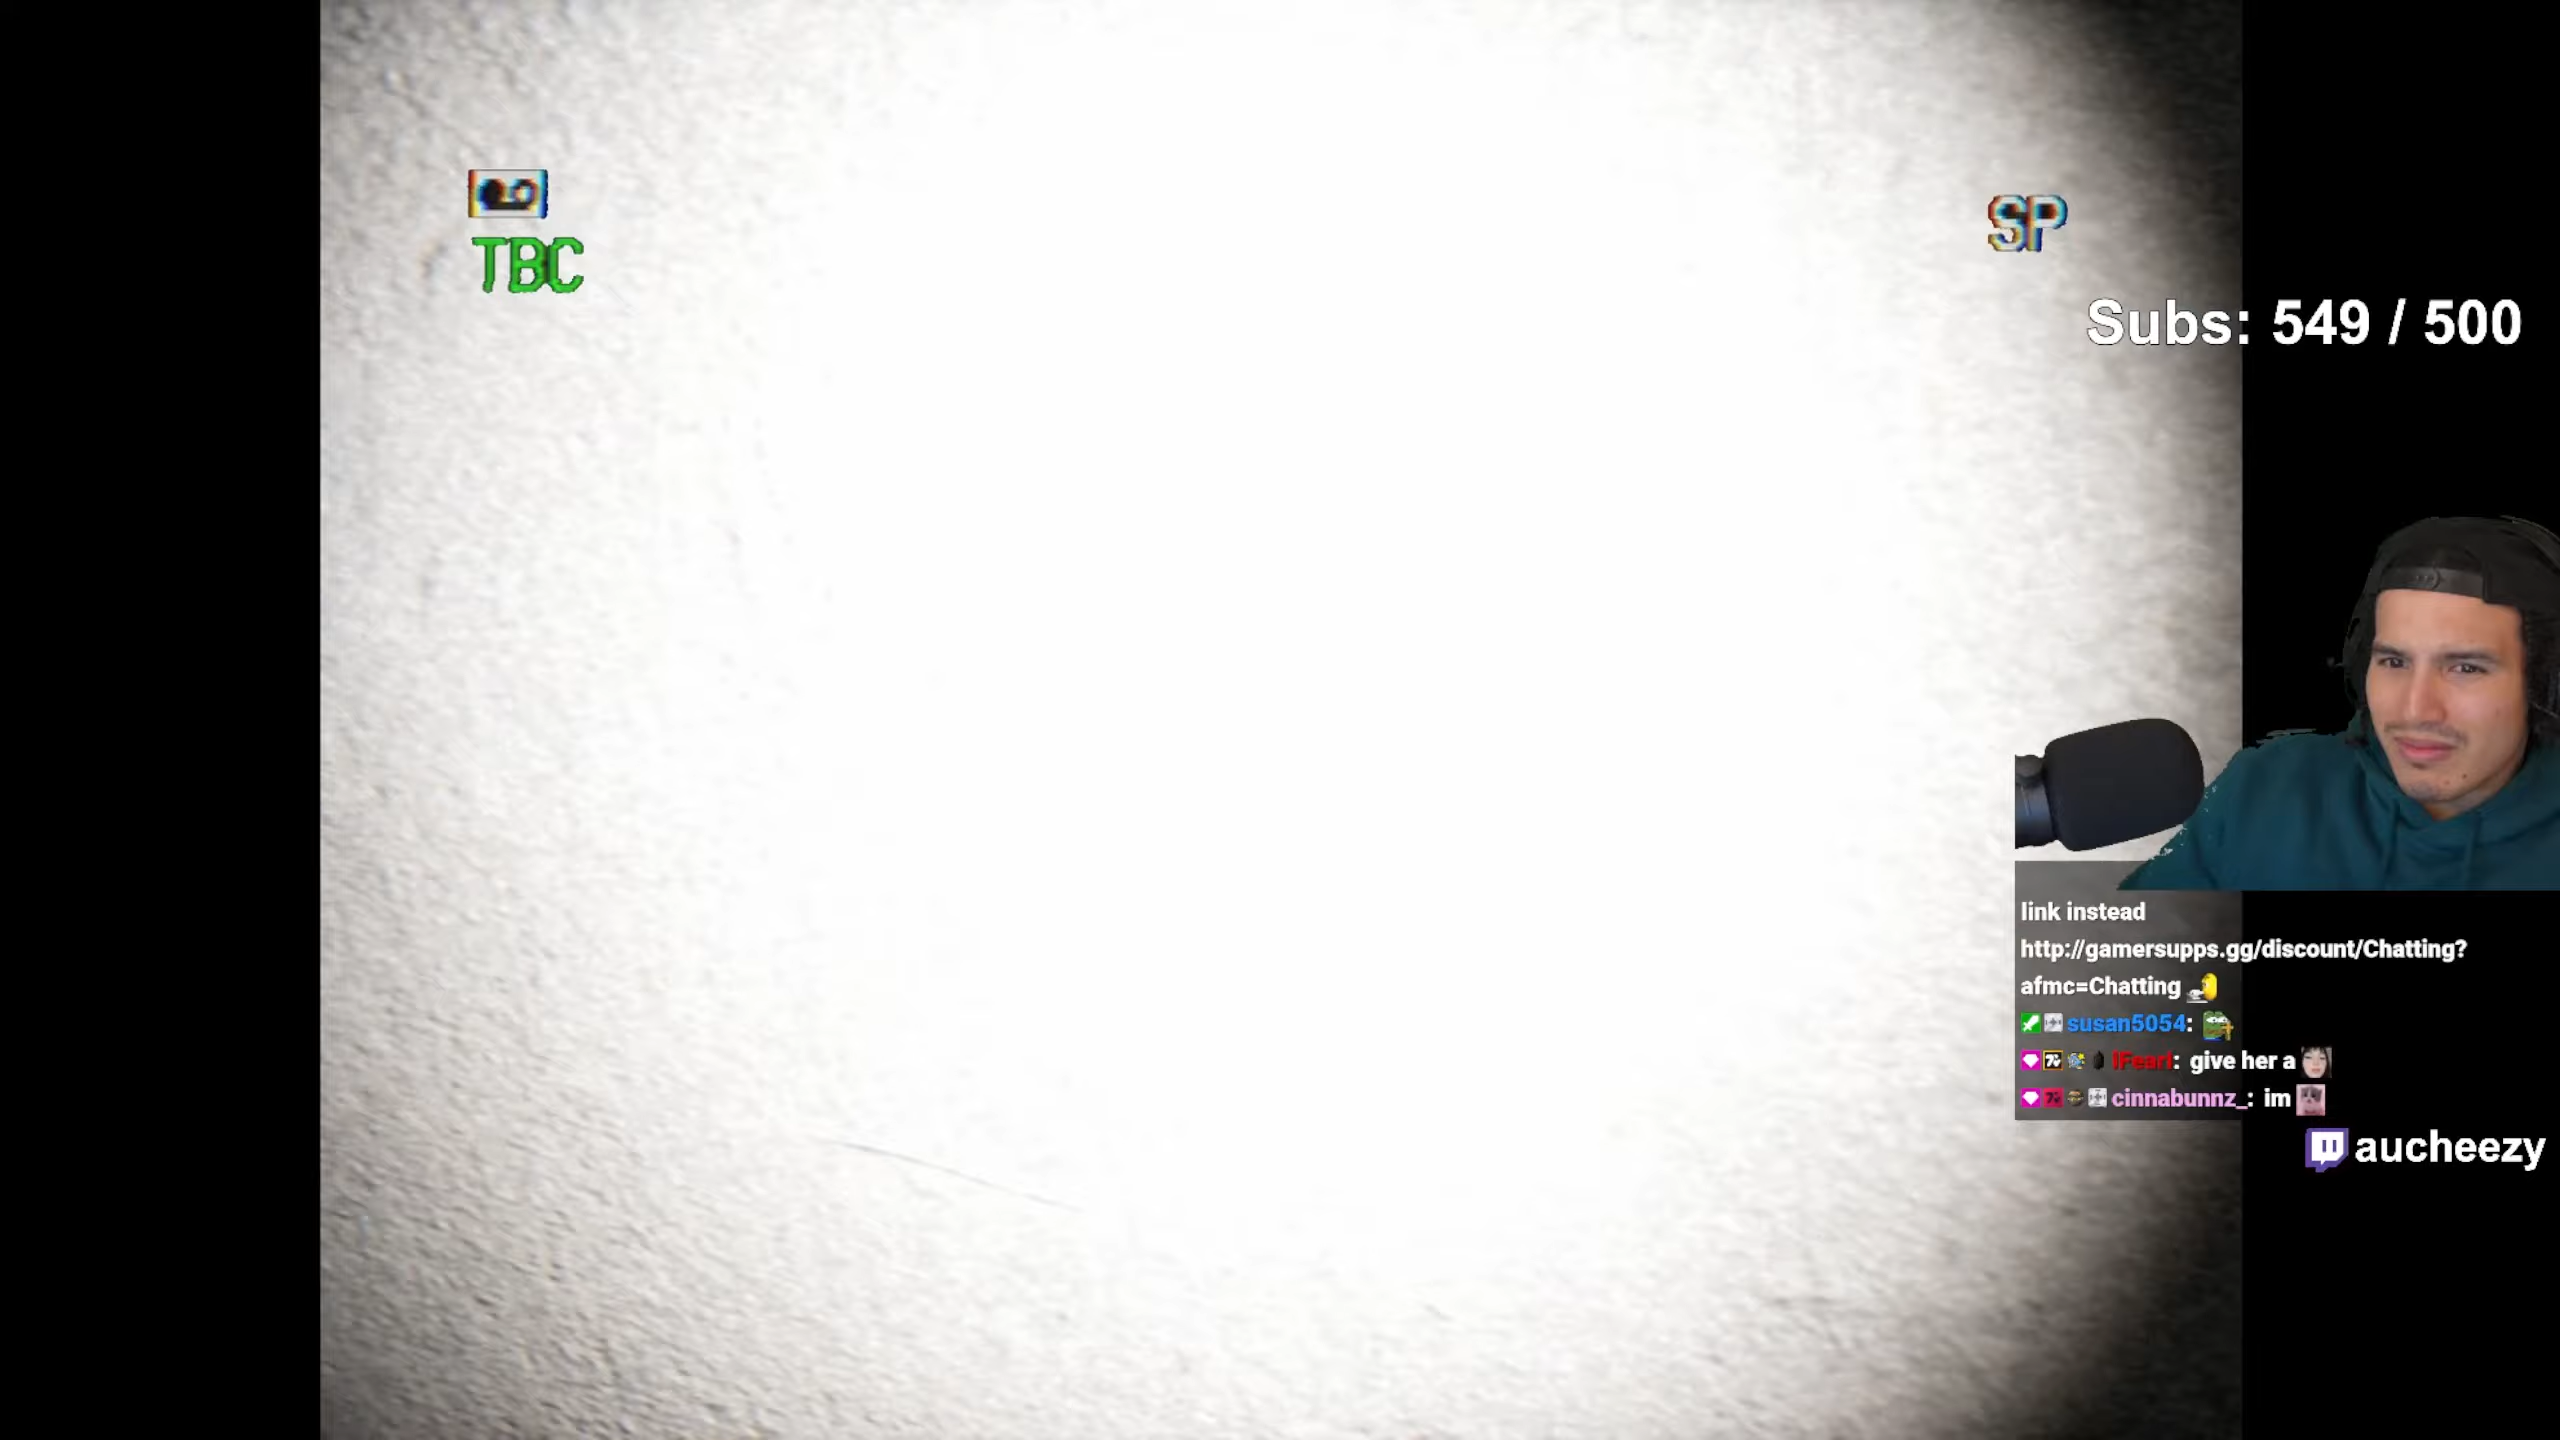 TBC
SP
Subs: 549 / 500
link instead
http://gamersupps.gg/discount/Chatting?
afmc=Chatting
susan5054:
lFearl: give her a
cinnabunnz_: im
aucheezy